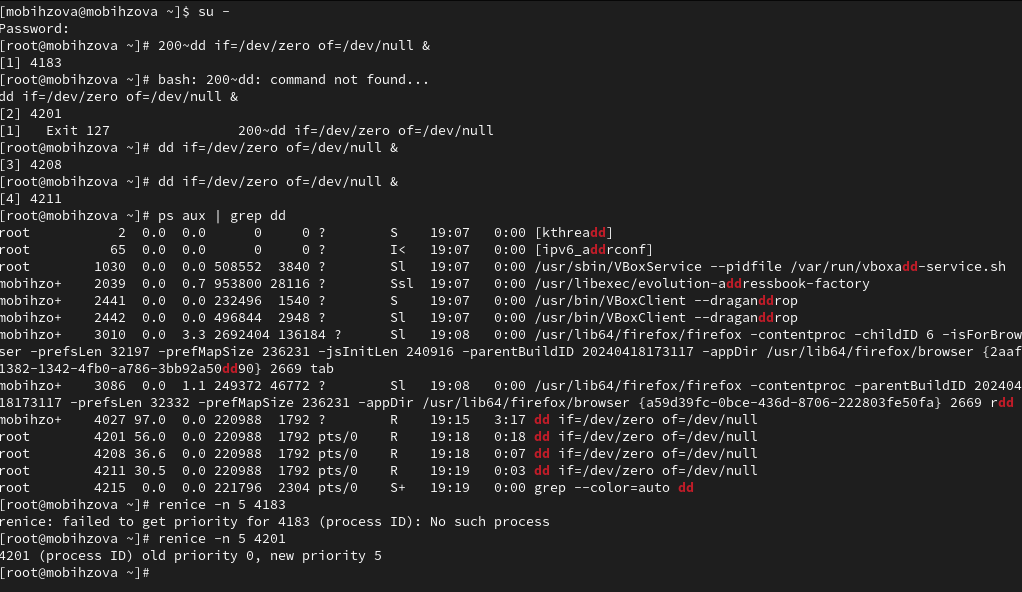 [mobihzova@mobihzova ~]$ su -
Password:
[root@mobihzova ~]# 200~dd if=/dev/zero of=/dev/null &
[1] 4183
[root@mobihzova ~]# bash: 200~dd: command not found...
dd if=/dev/zero of=/dev/null &
[2] 4201
[1]   Exit 127                200~dd if=/dev/zero of=/dev/null
[root@mobihzova ~]# dd if=/dev/zero of=/dev/null &
[3] 4208
[root@mobihzova ~]# dd if=/dev/zero of=/dev/null &
[4] 4211
[root@mobihzova ~]# ps aux | grep dd
root           2  0.0  0.0      0     0 ?        S    19:07   0:00 [kthreadd]
root          65  0.0  0.0      0     0 ?        I<   19:07   0:00 [ipv6_addrconf]
root        1030  0.0  0.0 508552  3840 ?        Sl   19:07   0:00 /usr/sbin/VBoxService --pidfile /var/run/vboxadd-service.sh
mobihzo+    2039  0.0  0.7 953800 28116 ?        Ssl  19:07   0:00 /usr/libexec/evolution-addressbook-factory
mobihzo+    2441  0.0  0.0 232496  1540 ?        S    19:07   0:00 /usr/bin/VBoxClient --draganddrop
mobihzo+    2442  0.0  0.0 496844  2948 ?        Sl   19:07   0:00 /usr/bin/VBoxClient --draganddrop
mobihzo+    3010  0.0  3.3 2692404 136184 ?      Sl   19:08   0:00 /usr/lib64/firefox/firefox -contentproc -childID 6 -isForBrow
ser -prefsLen 32197 -prefMapSize 236231 -jsInitLen 240916 -parentBuildID 20240418173117 -appDir /usr/lib64/firefox/browser {2aaf
1382-1342-4fb0-a786-3bb92a50dd90} 2669 tab
mobihzo+    3086  0.0  1.1 249372 46772 ?        Sl   19:08   0:00 /usr/lib64/firefox/firefox -contentproc -parentBuildID 202404
18173117 -prefsLen 32332 -prefMapSize 236231 -appDir /usr/lib64/firefox/browser {a59d39fc-0bce-436d-8706-222803fe50fa} 2669 rdd
mobihzo+    4027 97.0  0.0 220988  1792 ?        R    19:15   3:17 dd if=/dev/zero of=/dev/null
root        4201 56.0  0.0 220988  1792 pts/0    R    19:18   0:18 dd if=/dev/zero of=/dev/null
root        4208 36.6  0.0 220988  1792 pts/0    R    19:18   0:07 dd if=/dev/zero of=/dev/null
root        4211 30.5  0.0 220988  1792 pts/0    R    19:19   0:03 dd if=/dev/zero of=/dev/null
root        4215  0.0  0.0 221796  2304 pts/0    S+   19:19   0:00 grep --color=auto dd
[root@mobihzova ~]# renice -n 5 4183
renice: failed to get priority for 4183 (process ID): No such process
[root@mobihzova ~]# renice -n 5 4201
4201 (process ID) old priority 0, new priority 5
[root@mobihzova ~]#